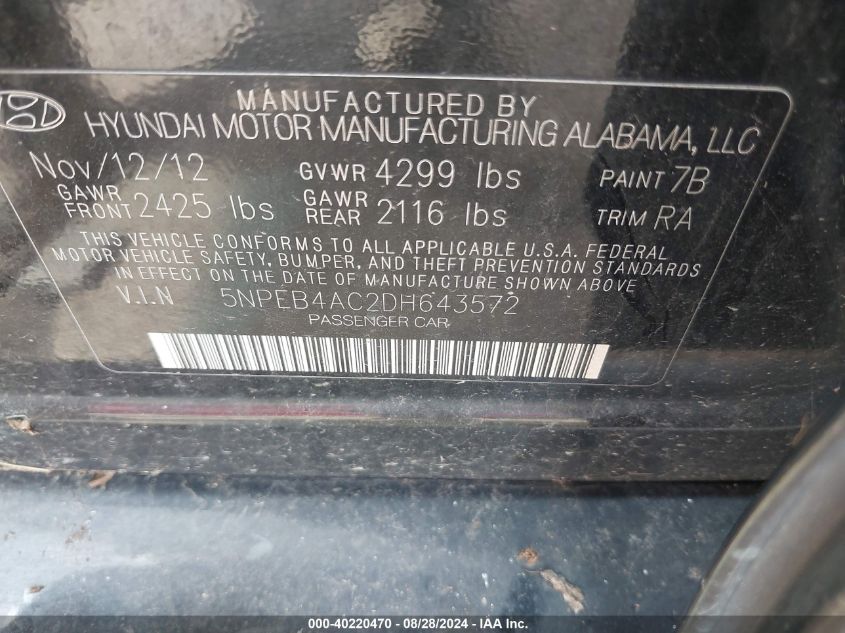 MANUFACTURED BY
HYUNDAI MOTOR MANUFACTURING ALABAMA, LLC
Nov/12/12 GVWR 4299 lbs PAINT 7B
GAWR FRONT 2425 lbs GAWR REAR 2116 lbs TRIM RA
THIS VEHICLE CONFORMS TO ALL APPLICABLE U.S.A. FEDERAL
MOTOR VEHICLE SAFETY, BUMPER, AND THEFT PREVENTION STANDARDS
IN EFFECT ON THE DATE OF MANUFACTURE SHOWN ABOVE
V.I.N 5NPEB4AC2DH643572
PASSENGER CAR
000-40220470 - 08/28/2024 - IAA Inc.